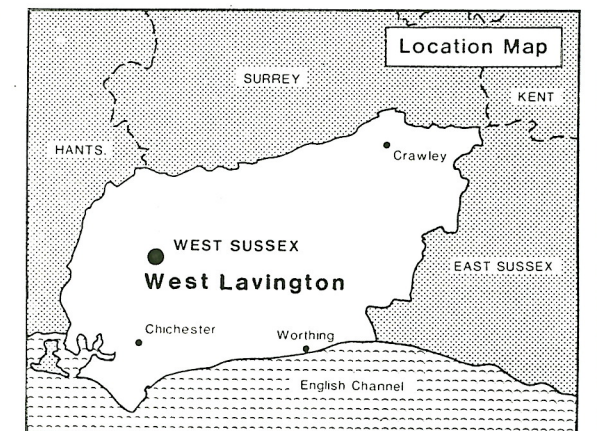 Location Map
SURREY
KENT
HANTS.
Crawley
WEST SUSSEX
EAST SUSSEX
West Lavington
Chichester
Worthing
English Channel